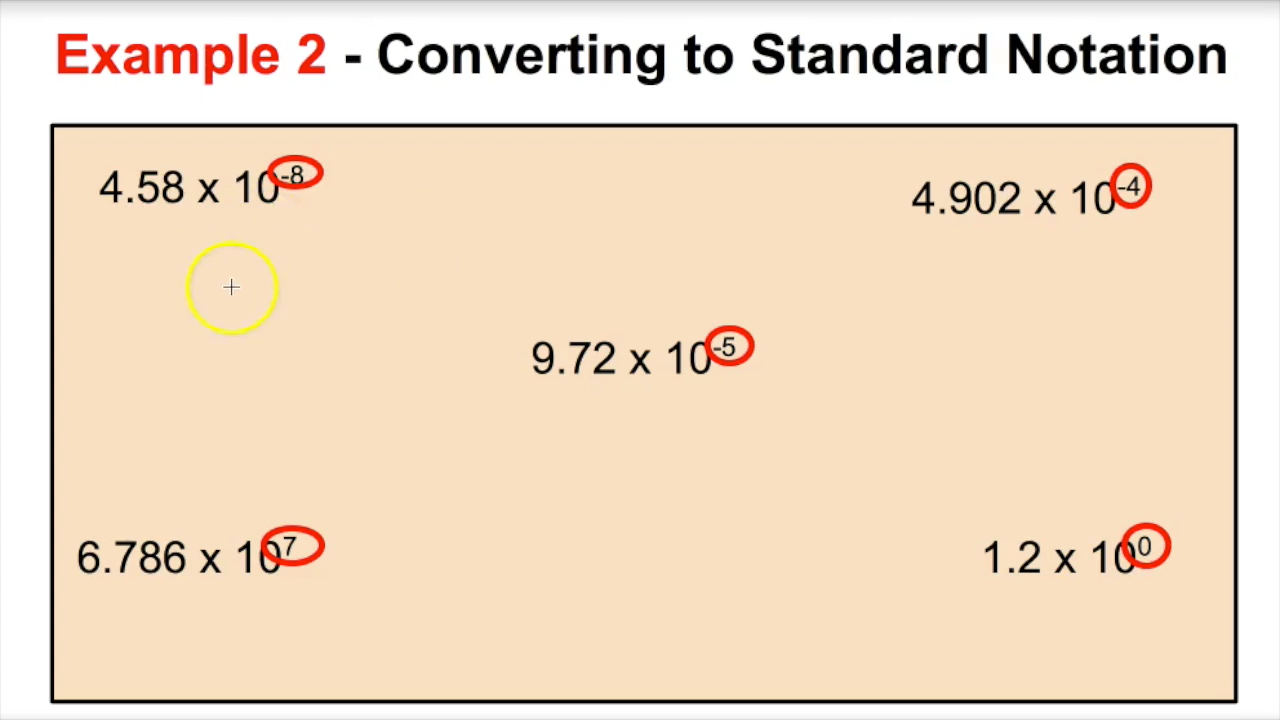 Example 2 - Converting to Standard Notation
4.58 x 10⁻⁸
4.902 x 10⁻⁴
9.72 x 10⁻⁵
6.786 x 10⁷
1.2 x 10⁰